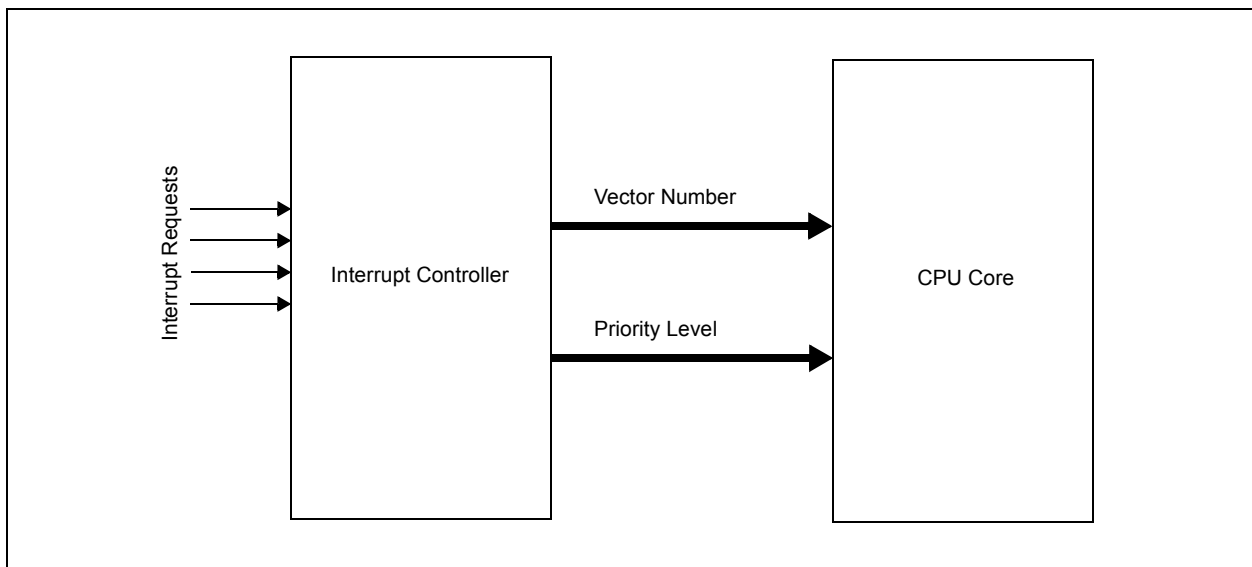 Interrupt Requests
Interrupt Controller
Vector Number
Priority Level
CPU Core